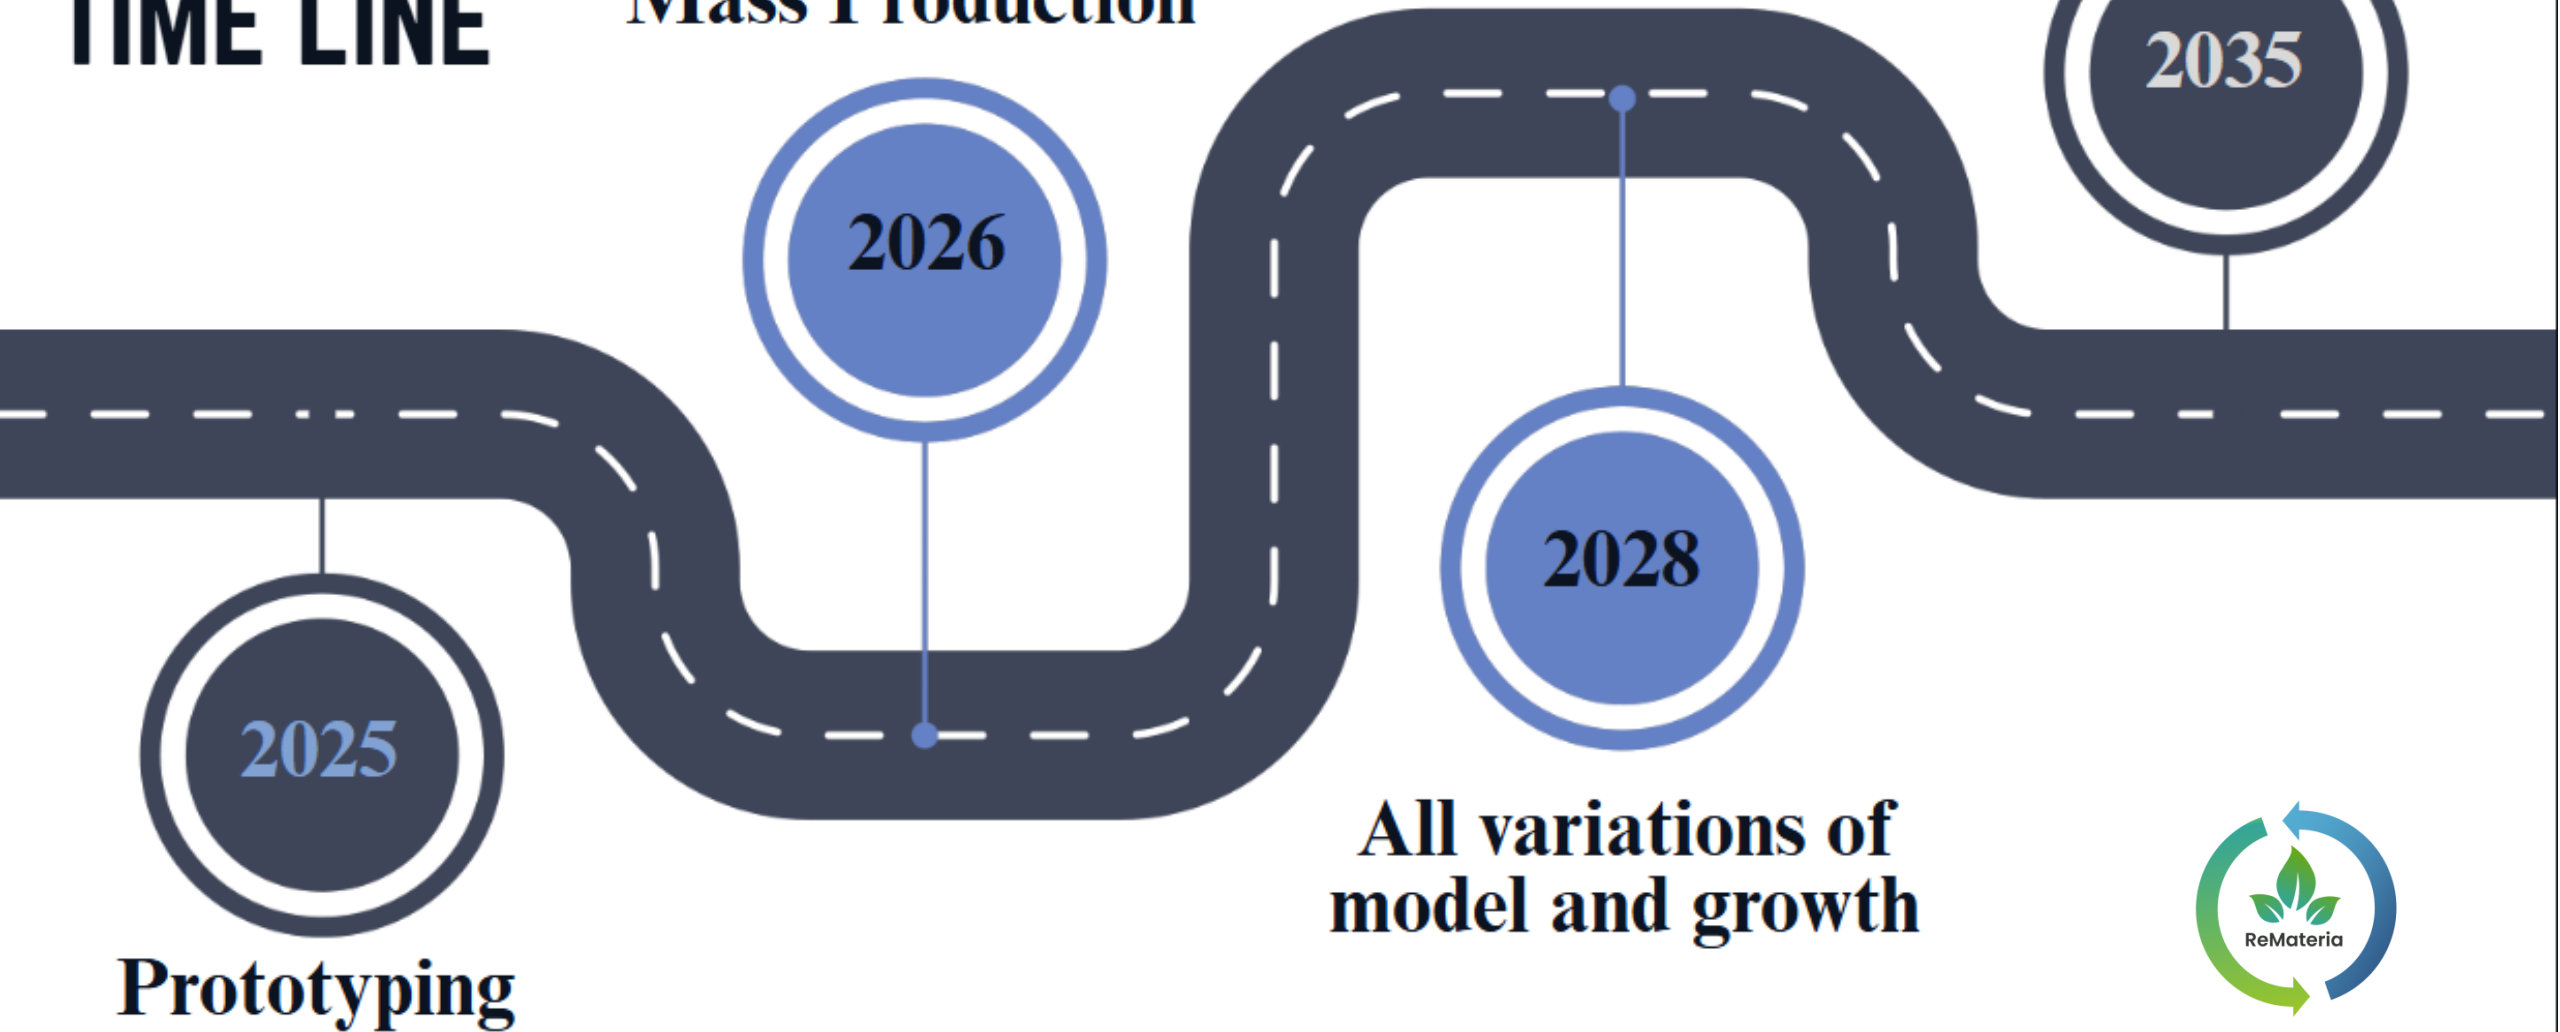 TIME LINE
Mass Production
2035
2026
2028
2025
All variations of
model and growth
ReMateria
Prototyping